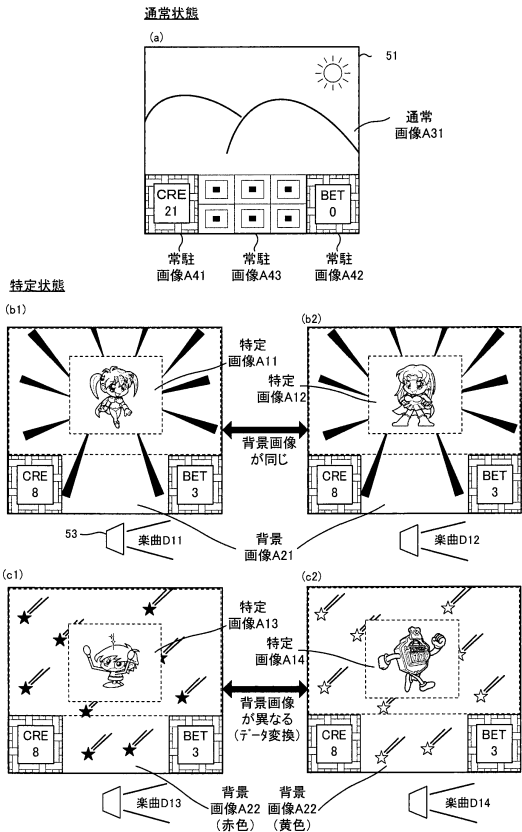 通常状態
(a)
51
通常
画像A31
CRE
21
BET
0
常駐
画像A41
常駐
画像A43
常駐
画像A42
特定状態
(b1)
(b2)
特定
画像A11
特定
画像A12
背景画像
が同じ
CRE
8
BET
3
CRE
8
BET
3
53
楽曲D11
背景
画像A21
楽曲D12
(c1)
(c2)
特定
画像A13
特定
画像A14
背景画像
が異なる
(データ変換)
CRE
8
BET
3
CRE
8
BET
3
楽曲D13
背景
画像A22
(赤色)
背景
画像A22
(黄色)
楽曲D14